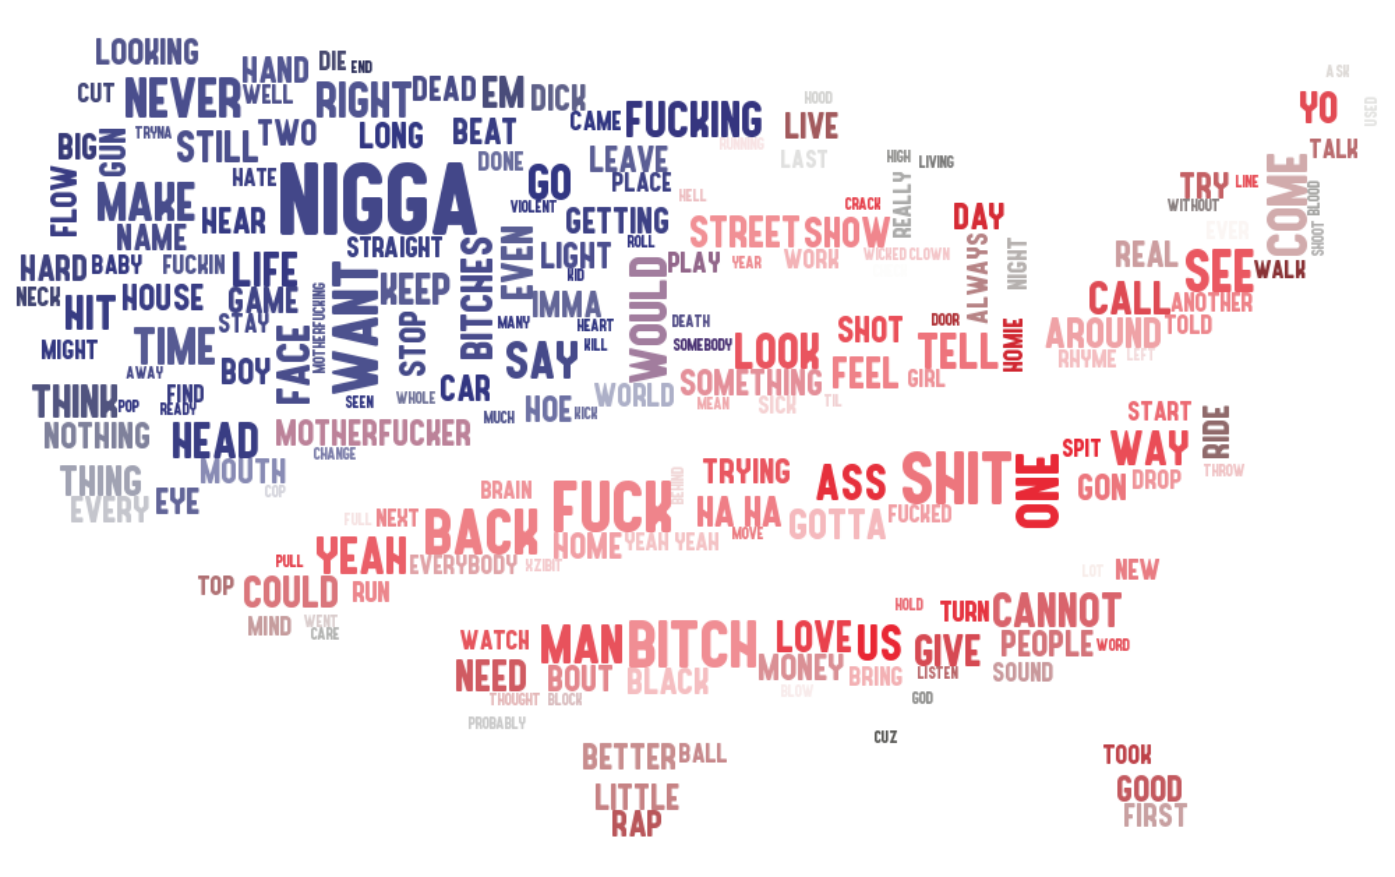 LOOKING
HAND
DIE
END
CUT
NEVER
WELL
RIGHT
DEAD
EM
DICK
CAME
FUCKING
HOOD
LIVE
ASK
YO
USED
BIG
GUN
TRYNA
STILL
TWO
LONG
BEAT
DONE
LEAVE
RUNNING
LAST
HIGH
LIVING
TALK
FLOW
MAKE
HATE
NIGGA
GO
PLACE
VIOLENT
HELL
CRACK
REALLY
TRY
LINE
COME
BLOOD
WITHOUT
NAME
HEAR
STRAIGHT
GETTING
ROLL
STREET
SHOW
DAY
EVER
SHOOT
HARD
BABY
FUCKIN
LIFE
BITCHES
EVEN
LIGHT
KID
WOULD
PLAY
YEAR
WORK
WICKED CLOWN
ALWAYS
NIGHT
REAL
SEE
WALK
NECK
HIT
HOUSE
GAME
MOTHERFUCKING
WANT
KEEP
IMMA
CALL
ANOTHER
STAY
STOP
MANY
HEART
DEATH
SHOT
DOOR
HOMIE
AROUND
TOLD
MIGHT
TIME
FACE
SAY
KILL
SOMEBODY
LOOK
TELL
RHYME
LEFT
AWAY
BOY
CAR
SOMETHING
FEEL
GIRL
THINK
POP
FIND
READY
SEEN
WHOLE
MUCH
HOE
KICK
WORLD
MEAN
SICK
TIL
START
RIDE
NOTHING
HEAD
MOTHERFUCKER
CHANGE
SPIT
WAY
THING
MOUTH
COP
BEHIND
TRYING
ASS
SHIT
ONE
THROW
EVERY
EYE
BRAIN
FUCK
HA HA
GOTTA
FUCKED
GON
DROP
FULL
NEXT
BACK
MOVE
PULL
YEAH
EVERYBODY
XZIBIT
HOME
YEAH YEAH
LOT
NEW
TOP
COULD
RUN
HOLD
TURN
CANNOT
MIND
WENT
CARE
WATCH
MAN
BITCH
LOVE
US
GIVE
PEOPLE
WORD
NEED
BOUT
BLACK
MONEY
BRING
LISTEN
SOUND
THOUGHT
BLOCK
BLOW
GOD
PROBABLY
CUZ
BETTER
BALL
TOOK
LITTLE
GOOD
RAP
FIRST